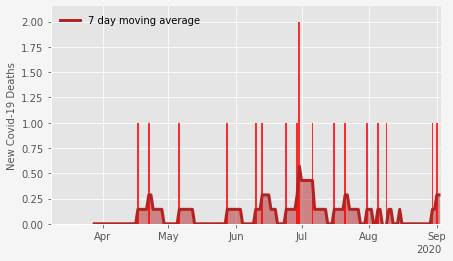 7 day moving average
New Covid-19 Deaths
2.00
1.75
1.50
1.25
1.00
0.75
0.50
0.25
0.00
Apr
May
Jun
Jul
Aug
Sep
2020